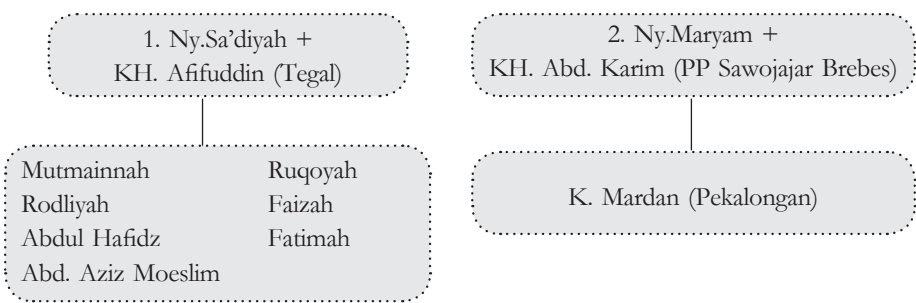 1. Ny.Sa’diyah +
KH. Afifuddin (Tegal)
Mutmainnah
Rodliyah
Abdul Hafidz
Abd. Aziz Moeslim
Ruqoyah
Faizah
Fatimah
2. Ny.Maryam +
KH. Abd. Karim (PP Sawojajar Brebes)
K. Mardan (Pekalongan)